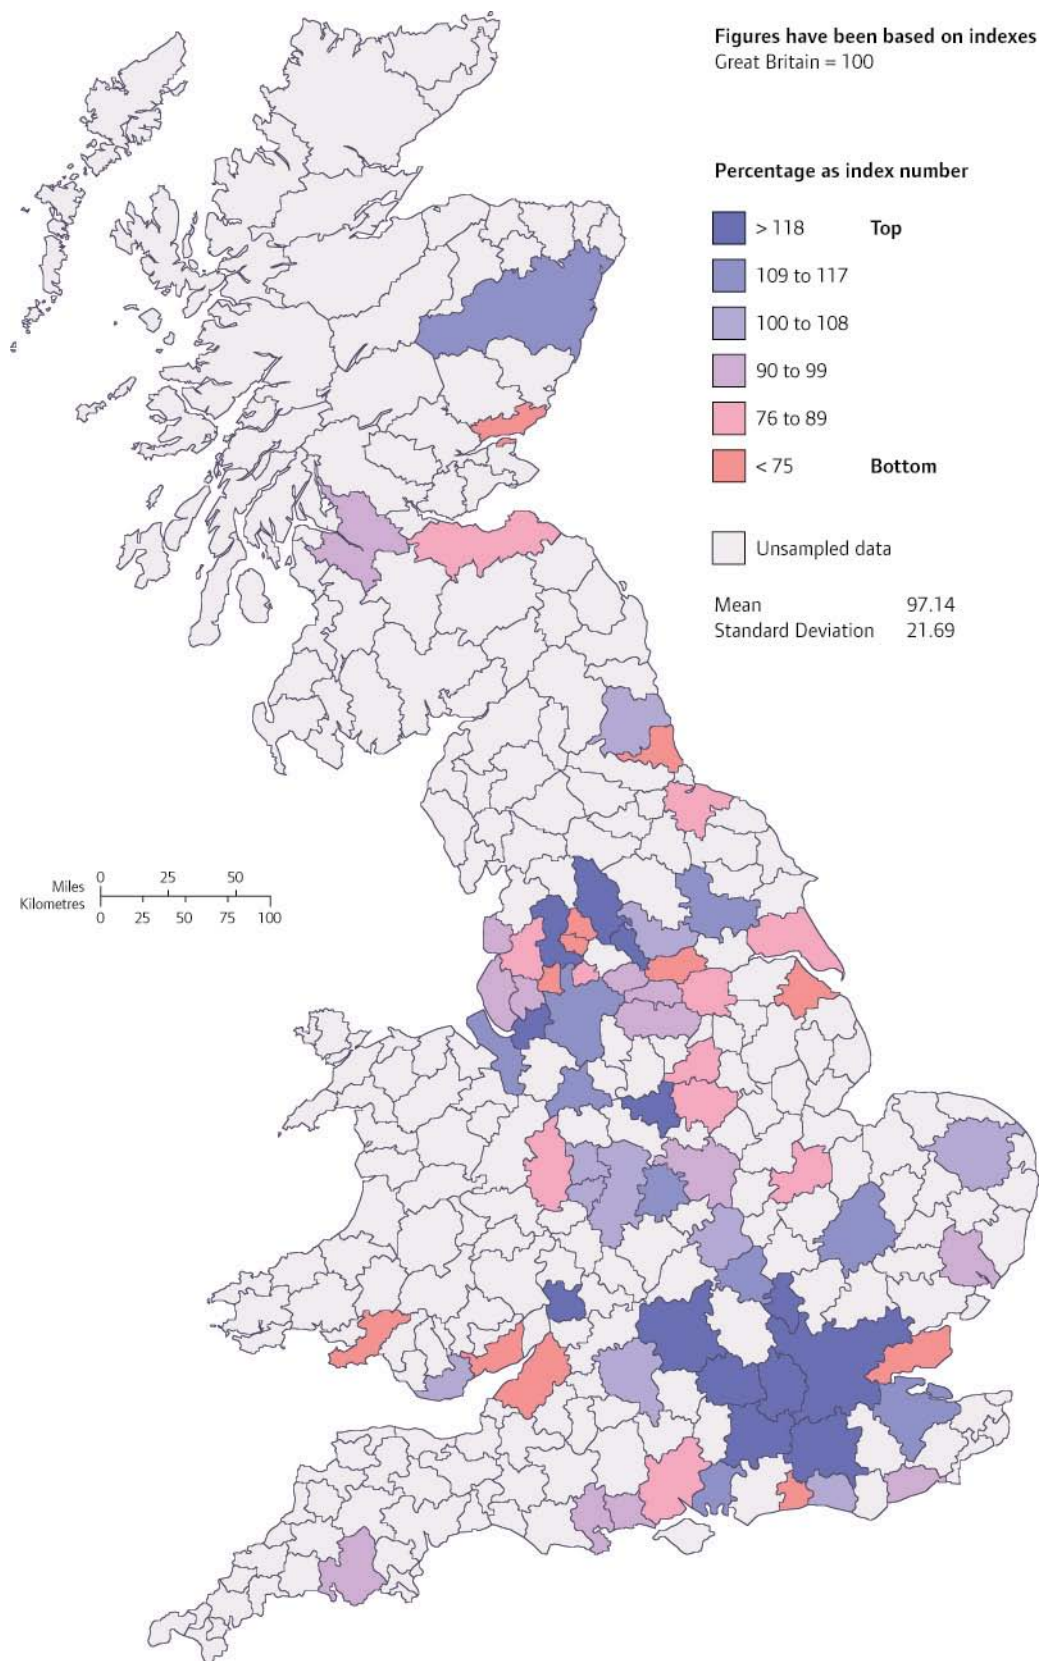 Figures have been based on indexes
Great Britain = 100
Percentage as index number
> 118 Top
109 to 117
100 to 108
90 to 99
76 to 89
< 75 Bottom
Unsampled data
Mean 97.14
Standard Deviation 21.69
Miles 0 25 50
Kilometres 0 25 50 75 100